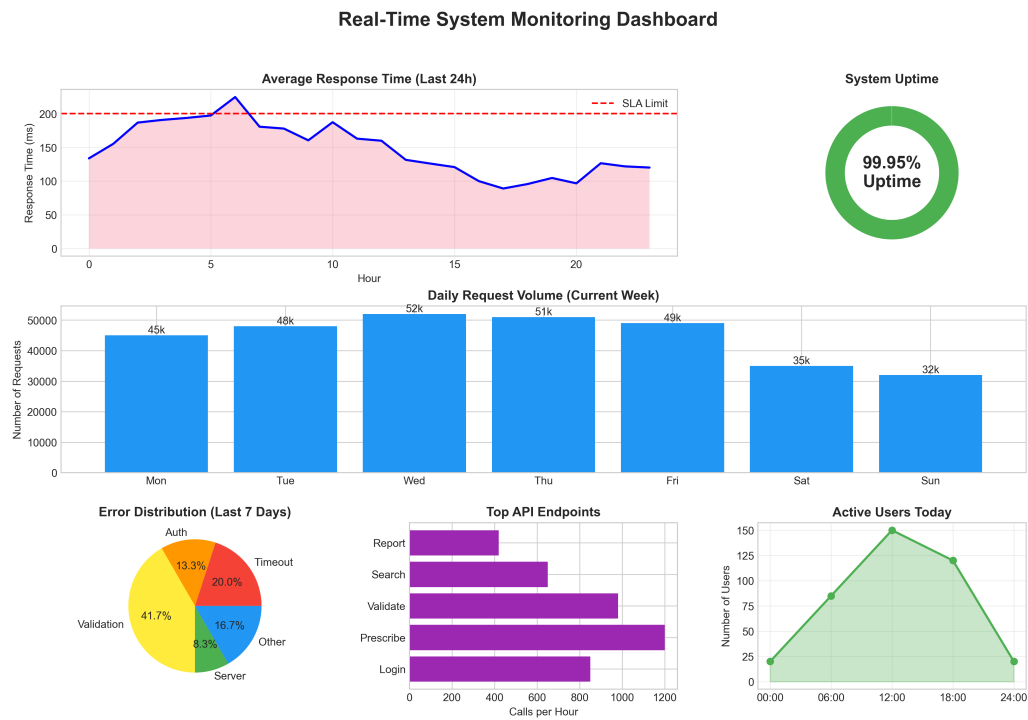 Real-Time System Monitoring Dashboard
Average Response Time (Last 24h)
Response Time (ms)
200
150
100
50
0
SLA Limit
0 5 10 15 20
Hour
System Uptime
99.95%
Uptime
Daily Request Volume (Current Week)
Number of Requests
50000
40000
30000
20000
10000
0
45k 48k 52k 51k 49k 35k 32k
Mon Tue Wed Thu Fri Sat Sun
Error Distribution (Last 7 Days)
Auth
Timeout
13.3%
20.0%
41.7%
Validation
16.7%
Other
8.3%
Server
Top API Endpoints
Report
Search
Validate
Prescribe
Login
0 200 400 600 800 1000 1200
Calls per Hour
Active Users Today
Number of Users
150
125
100
75
50
25
0
00:00 06:00 12:00 18:00 24:00